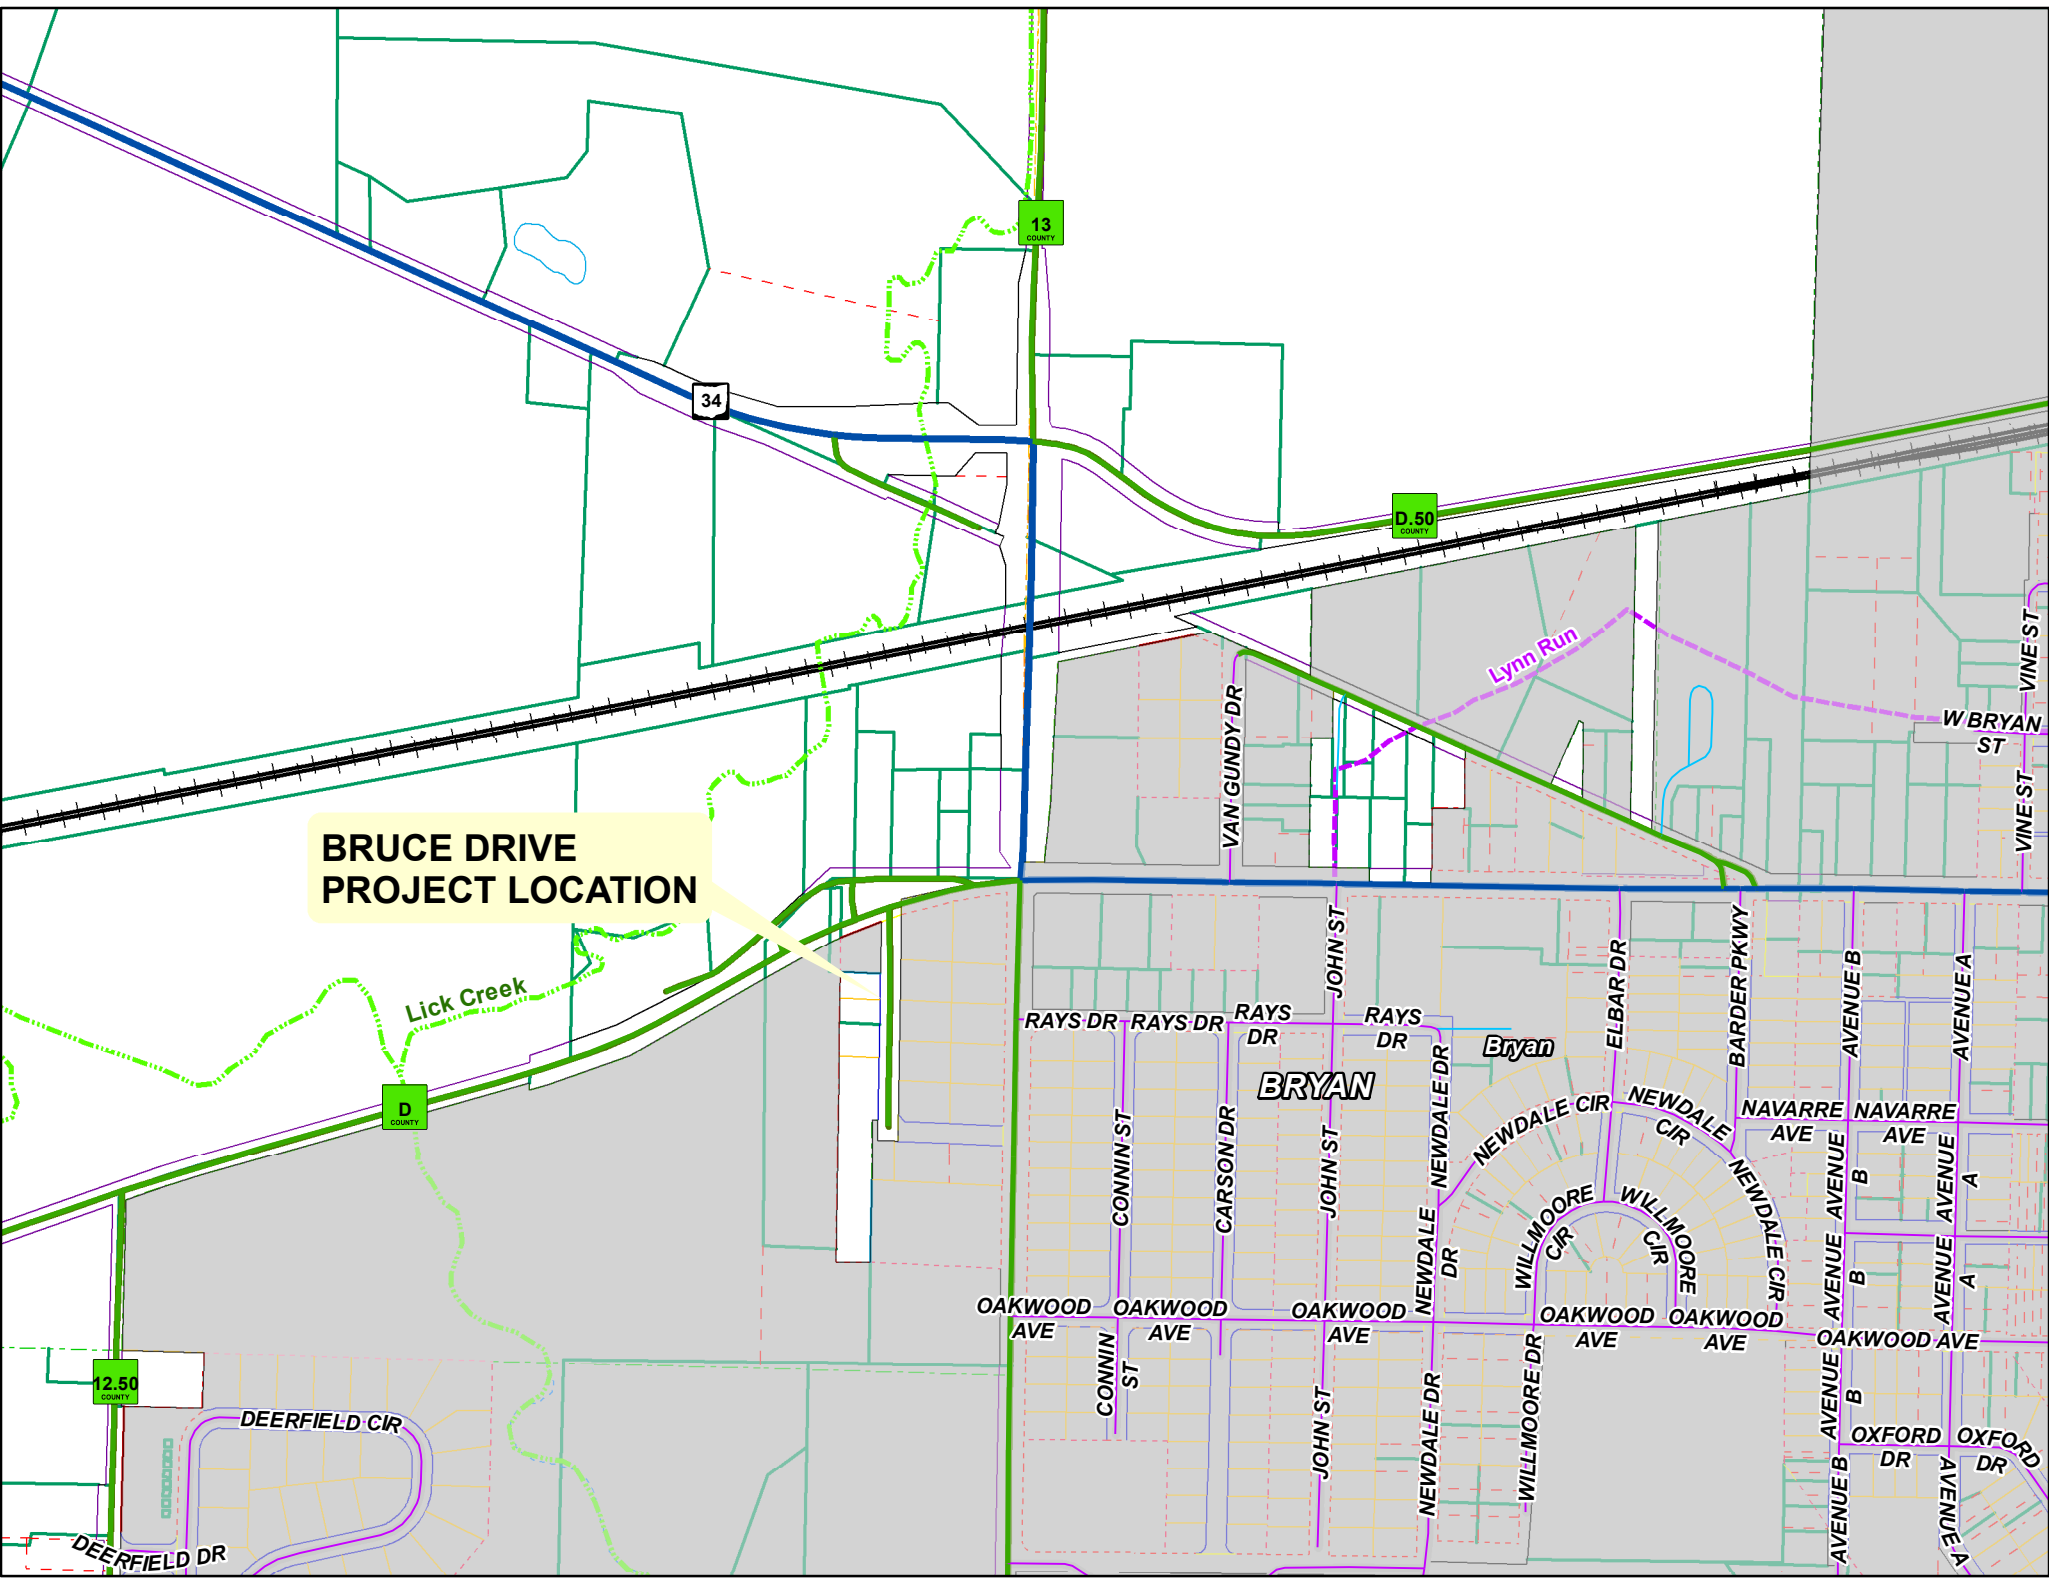 13
COUNTY
34
D.50
COUNTY
Lynn Run
VINE ST
W BRYAN
ST
VAN GUNDY DR
VINE ST
BRUCE DRIVE
PROJECT LOCATION
JOHN ST
ELBAR DR
BARDER PKWY
AVENUE B
AVENUE A
Lick Creek
RAYS DR
RAYS DR
RAYS
DR
RAYS
DR
Bryan
BRYAN
NEWDALE DR
D
COUNTY
CONNIN ST
CARSON DR
JOHN ST
NEWDALE CIR
NEWDALE
CIR
NAVARRE
AVE
NAVARRE
AVE
NEWDALE CIR
AVENUE
B
AVENUE
A
WILLMOORE
CIR
WILLMOORE
CIR
NEWDALE
DR
AVENUE
B
AVENUE
A
OAKWOOD
AVE
OAKWOOD
AVE
OAKWOOD
AVE
OAKWOOD
AVE
OAKWOOD
AVE
OAKWOOD AVE
CONNIN
ST
JOHN ST
NEWDALE DR
WILLMOORE DR
AVENUE
B
12.50
COUNTY
DEERFIELD CIR
OXFORD
DR
OXFORD
DR
AVENUE B
AVENUE A
DEERFIELD DR